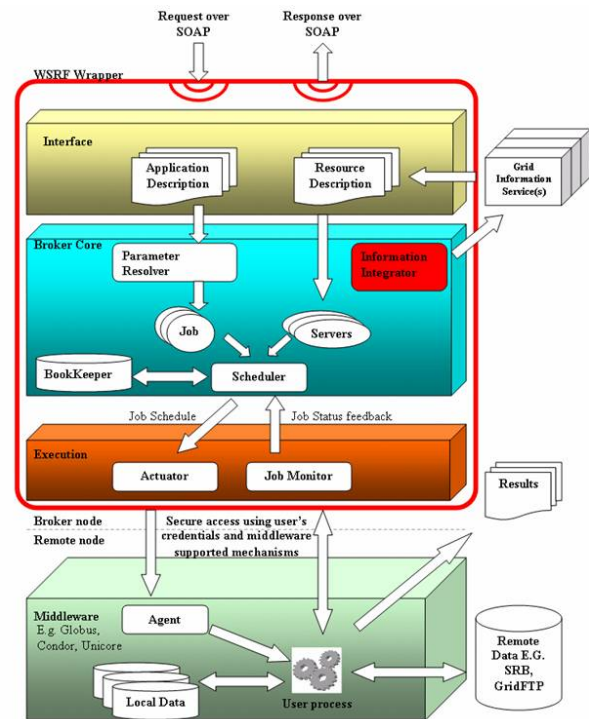 Request over
SOAP
Response over
SOAP
WSRF Wrapper
Interface
Application
Description
Resource
Description
Grid
Information
Service(s)
Broker Core
Parameter
Resolver
Information
Integrator
Job
Servers
BookKeeper
Scheduler
Job Schedule
Job Status feedback
Execution
Actuator
Job Monitor
Results
Broker node
Remote node
Secure access using user's
credentials and middleware
supported mechanisms
Middleware
E.g. Globus,
Condor, Unicore
Agent
Local Data
User process
Remote
Data E.G.
SRB,
GridFTP